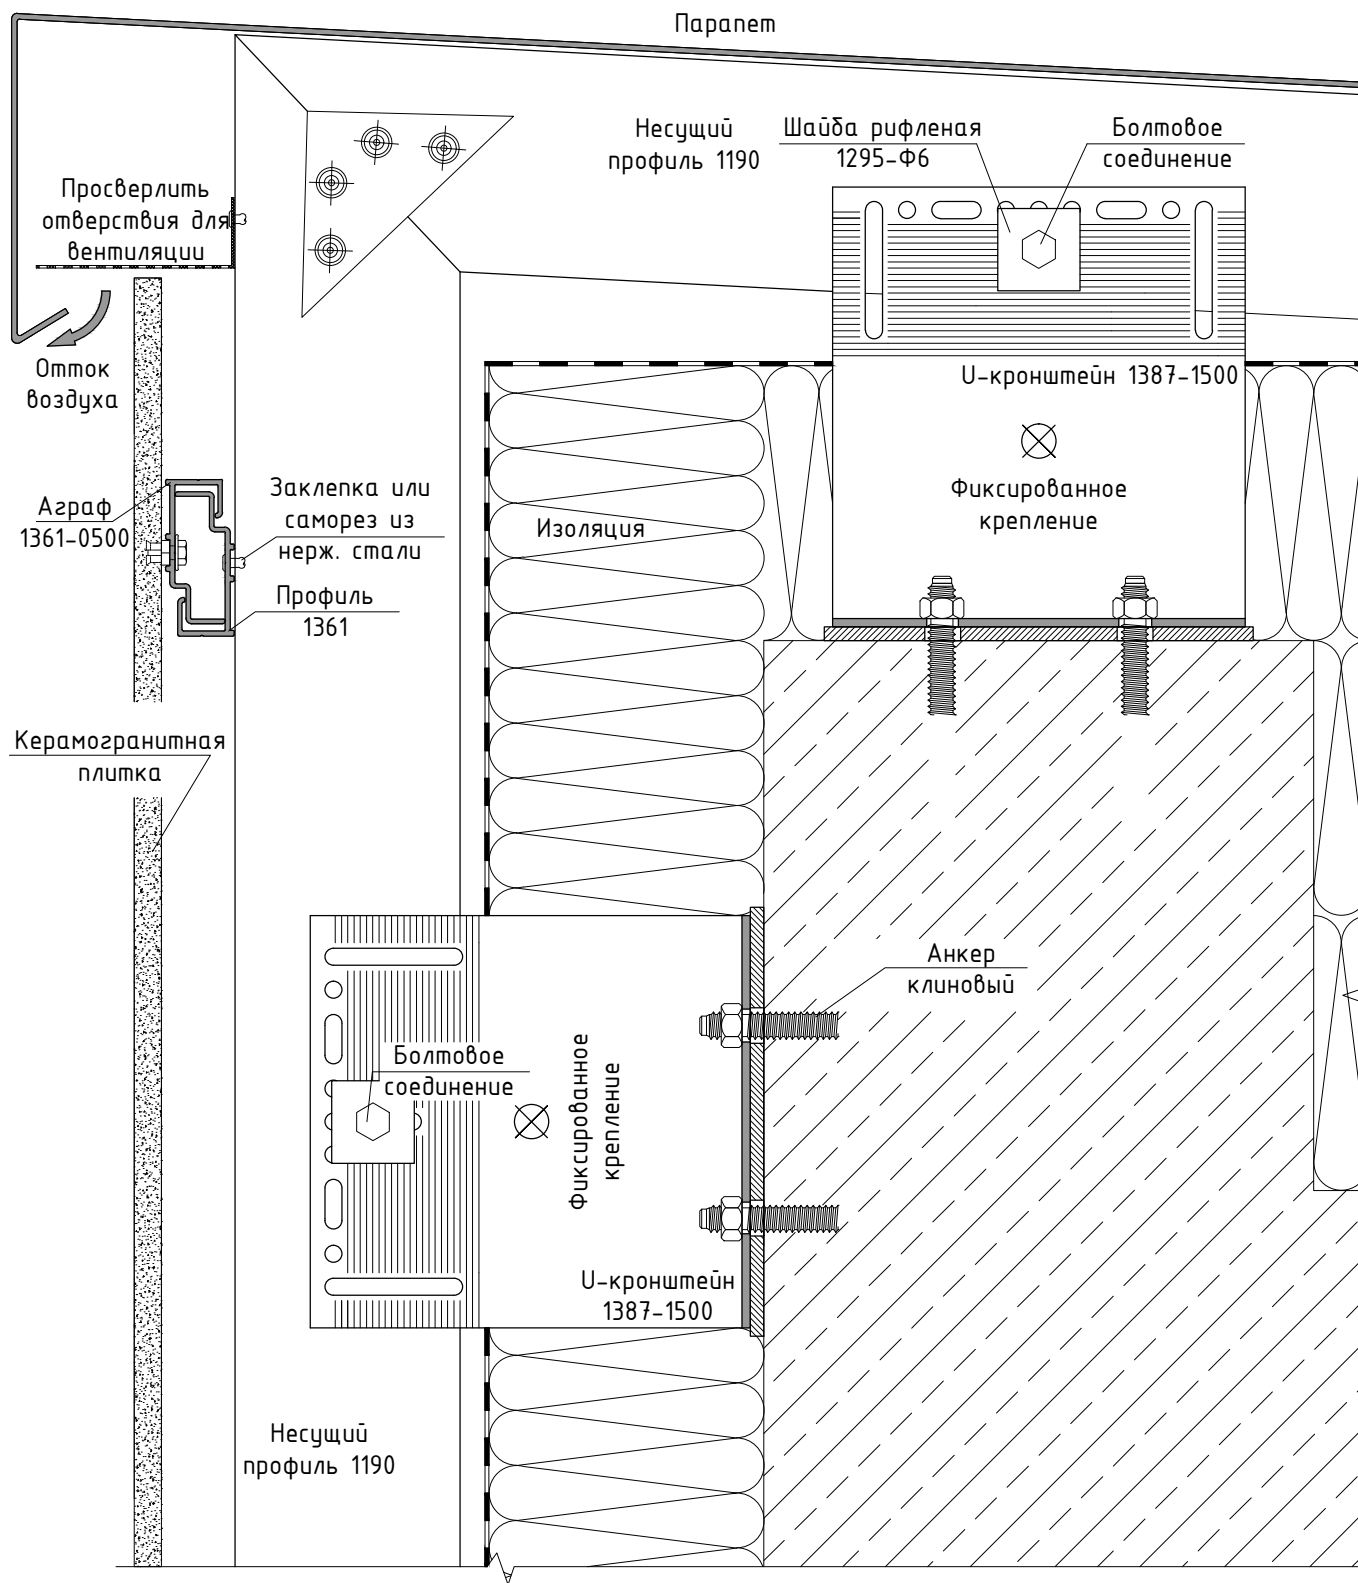 Парапет
Несущий
профиль 1190
Шайба рифленая
1295-Ф6
Болтовое
соединение
Просверлить
отверствия для
вентиляции
Отток
воздуха
U-кронштейн 1387-1500
Фиксированное
крепление
Аграф
1361-0500
Заклепка или
саморез из
нерж. стали
Изоляция
Профиль
1361
Керамогранитная
плитка
Анкер
клиновый
Болтовое
соединение
Фиксированное
крепление
U-кронштейн
1387-1500
Несущий
профиль 1190